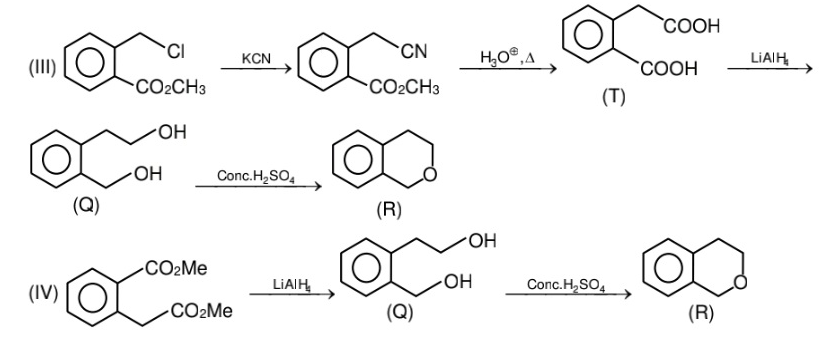 (III) Cl CO₂CH₃ KCN CN CO₂CH₃ H₃O⊕,Δ COOH COOH (T) LiAlH₄
OH OH (Q) Conc.H₂SO₄ O (R)
(IV) CO₂Me CO₂Me LiAlH₄ OH OH (Q) Conc.H₂SO₄ O (R)